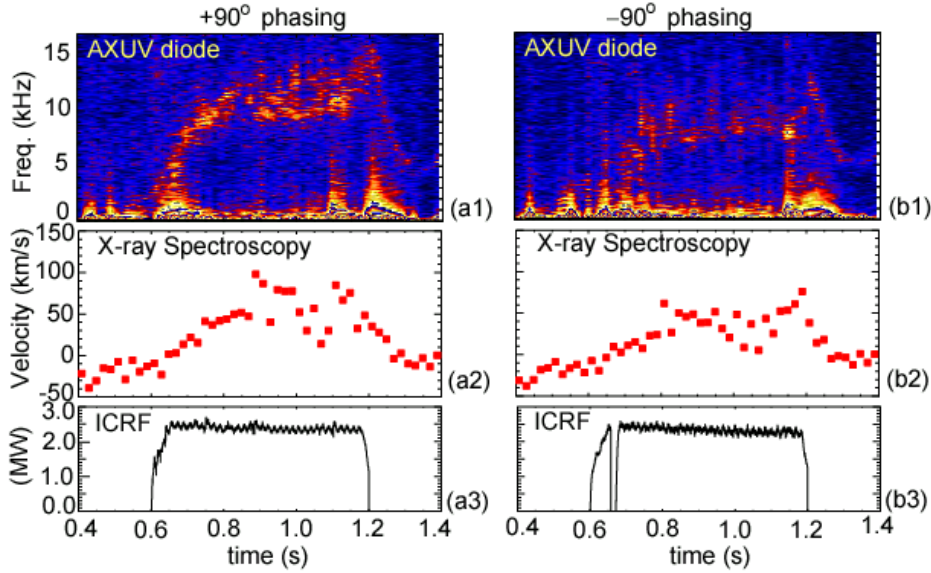 +90° phasing
−90° phasing
AXUV diode
AXUV diode
Freq. (kHz)
15
10
5
0
(a1)
(b1)
X-ray Spectroscopy
X-ray Spectroscopy
Velocity (km/s)
150
100
50
0
-50
(a2)
(b2)
ICRF
ICRF
(MW)
3.0
2.0
1.0
0.0
(a3)
(b3)
0.4 0.6 0.8 1.0 1.2 1.4
0.4 0.6 0.8 1.0 1.2 1.4
time (s)
time (s)